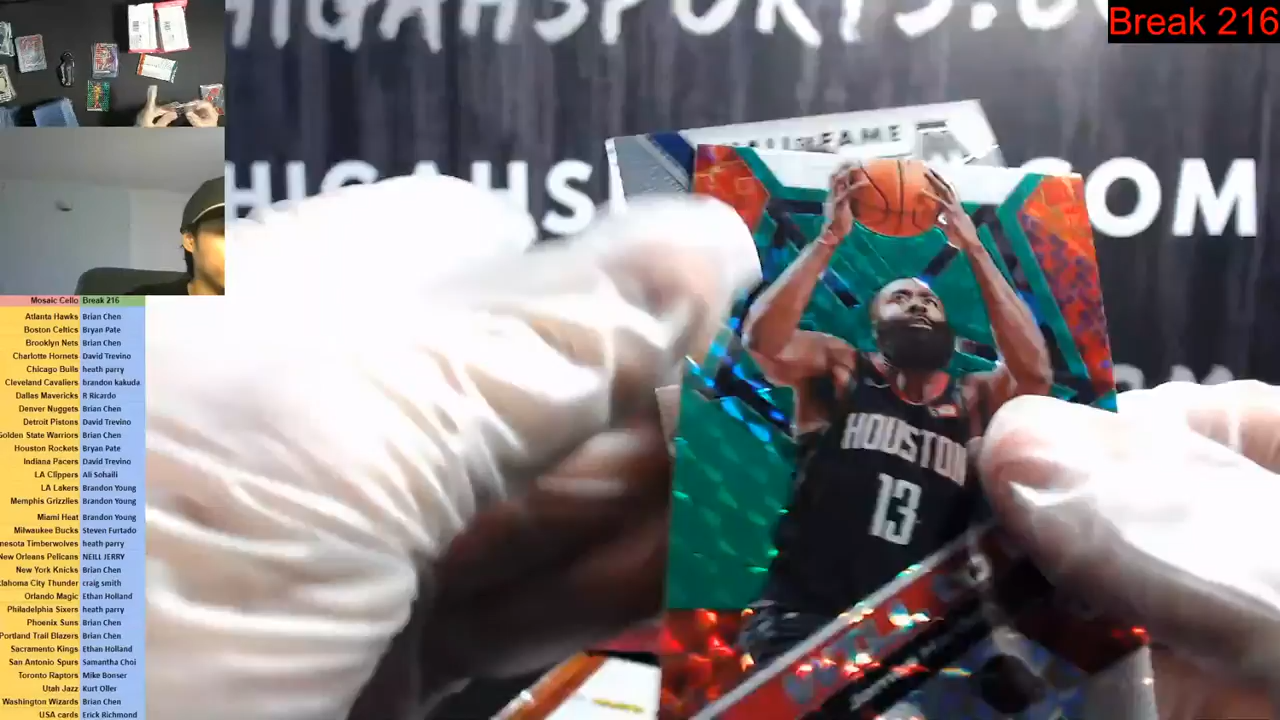 HIGAHSPORTS.CO
Break 216
HALL OF FAME
HIGAHS
COM
HOUSTON
13
Mosaic Cello Break 216
Atlanta Hawks Brian Chen
Boston Celtics Bryan Pate
Brooklyn Nets Brian Chen
Charlotte Hornets David Trevino
Chicago Bulls heath parry
Cleveland Cavaliers brandon kakuda
Dallas Mavericks R Ricardo
Denver Nuggets Brian Chen
Detroit Pistons David Trevino
Golden State Warriors Brian Chen
Houston Rockets Bryan Pate
Indiana Pacers David Trevino
LA Clippers Ali Sohaili
LA Lakers Brandon Young
Memphis Grizzlies Brandon Young
Miami Heat Brandon Young
Milwaukee Bucks Steven Furtado
nesota Timberwolves heath parry
New Orleans Pelicans NEILL JERRY
New York Knicks Brian Chen
klahoma City Thunder craig smith
Orlando Magic Ethan Holland
Philadelphia Sixers heath parry
Phoenix Suns Brian Chen
Portland Trail Blazers Brian Chen
Sacramento Kings Ethan Holland
San Antonio Spurs Samantha Choi
Toronto Raptors Mike Bonser
Utah Jazz Kurt Oller
Washington Wizards Brian Chen
USA cards Erick Richmond